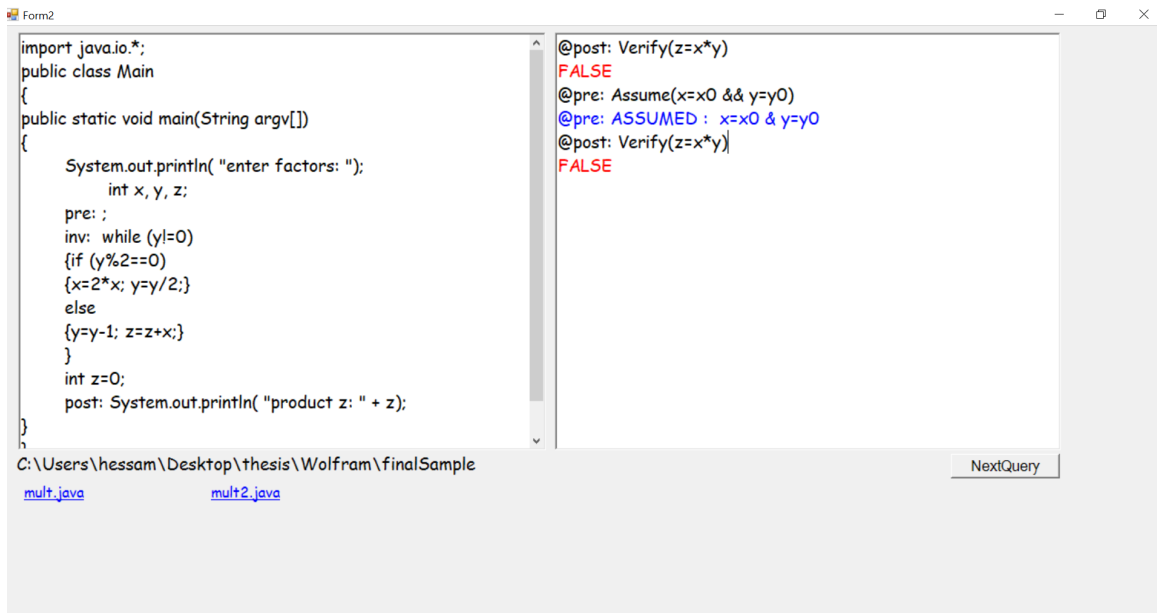 Form2
import java.io.*;
public class Main
{
public static void main(String argv[])
{
System.out.println( "enter factors: ");
int x, y, z;
pre: ;
inv: while (y!=0)
{if (y%2==0)
{x=2*x; y=y/2;}
else
{y=y-1; z=z+x;}
}
int z=0;
post: System.out.println( "product z: " + z);
}
}
@post: Verify(z=x*y)
FALSE
@pre: Assume(x=x0 && y=y0)
@pre: ASSUMED : x=x0 & y=y0
@post: Verify(z=x*y)
FALSE
C:\Users\hessam\Desktop\thesis\Wolfram\finalSample
NextQuery
mult.java mult2.java